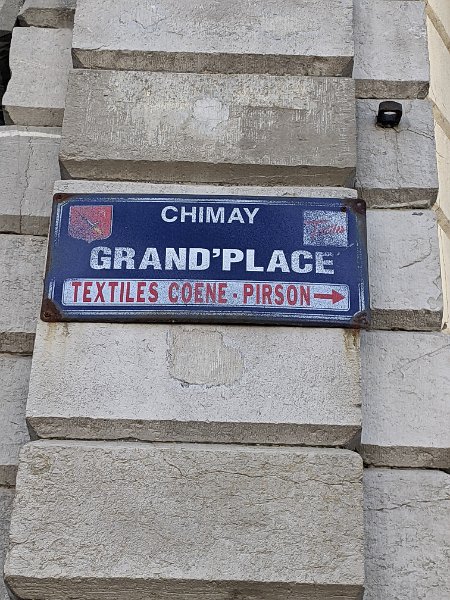 CHIMAY
GRAND'PLACE
TEXTILES COENE - PIRSON →